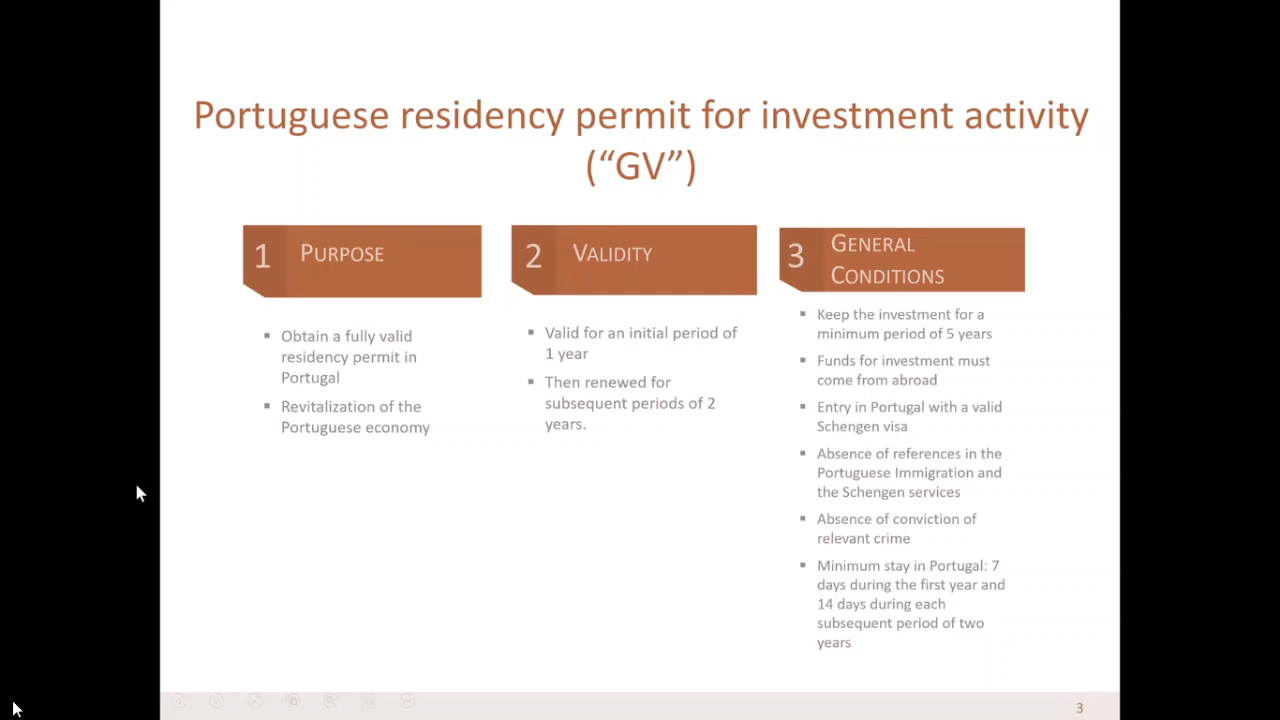 Portuguese residency permit for investment activity
(“GV”)
1 PURPOSE
▪ Obtain a fully valid
residency permit in
Portugal
▪ Revitalization of the
Portuguese economy
2 VALIDITY
▪ Valid for an initial period of
1 year
▪ Then renewed for
subsequent periods of 2
years.
3 GENERAL
CONDITIONS
▪ Keep the investment for a
minimum period of 5 years
▪ Funds for investment must
come from abroad
▪ Entry in Portugal with a valid
Schengen visa
▪ Absence of references in the
Portuguese Immigration and
the Schengen services
▪ Absence of conviction of
relevant crime
▪ Minimum stay in Portugal: 7
days during the first year and
14 days during each
subsequent period of two
years
3